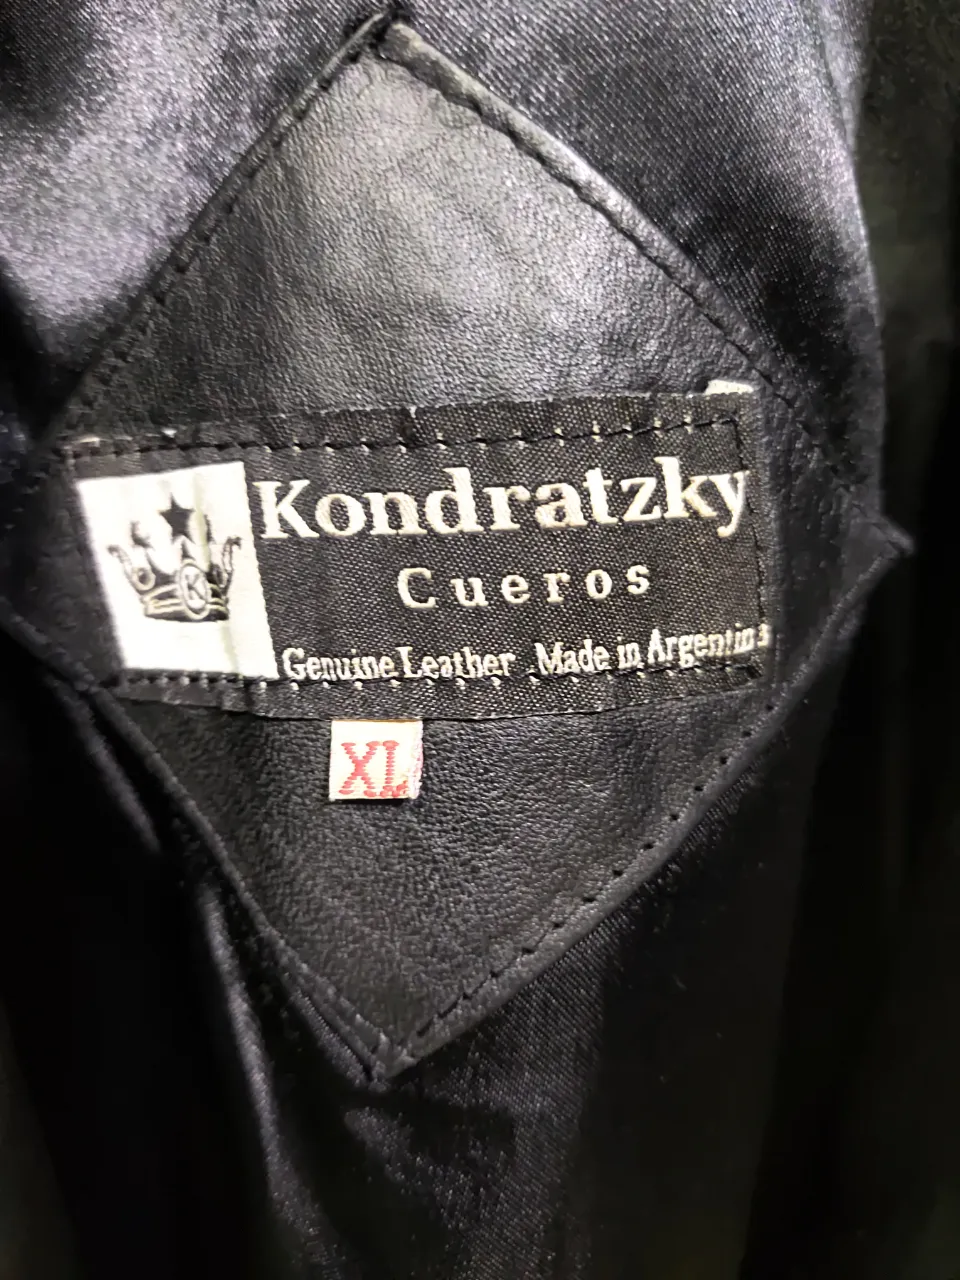 K
Kondratzky
Cueros
Genuine Leather Made in Argentina
XL